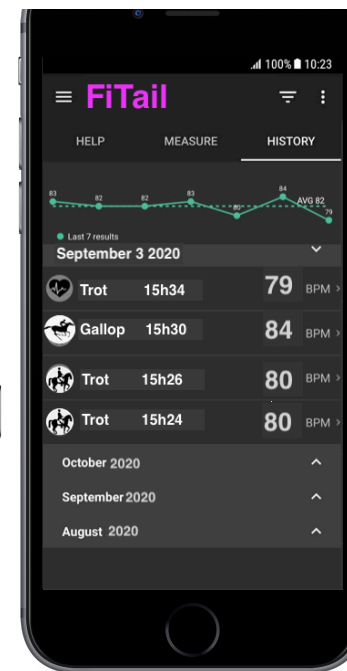 100% 10:23
FiTail
HELP MEASURE HISTORY
83 82 82 83 80 84 AVG 82 79
Last 7 results
September 3 2020
Trot 15h34 79 BPM
Gallop 15h30 84 BPM
Trot 15h26 80 BPM
Trot 15h24 80 BPM
October 2020
September 2020
August 2020